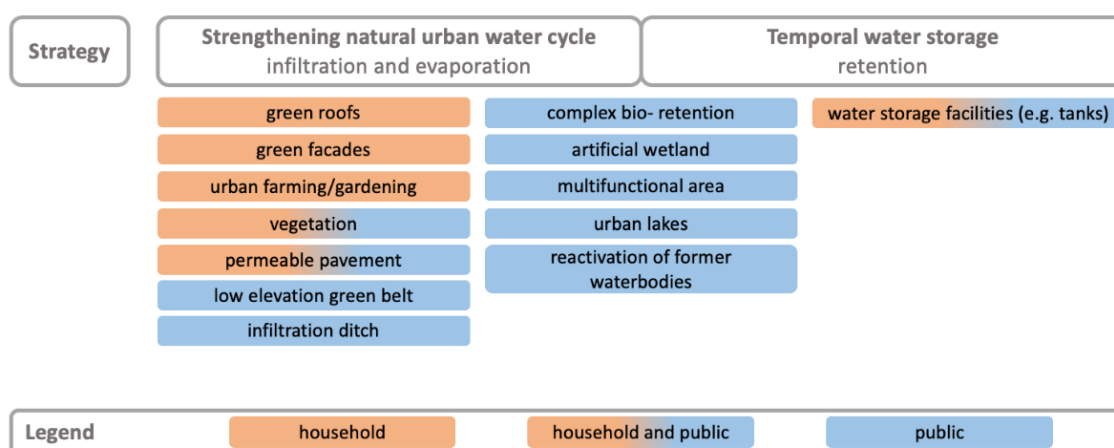 Strategy
Strengthening natural urban water cycle
infiltration and evaporation
Temporal water storage
retention
green roofs
green facades
urban farming/gardening
vegetation
permeable pavement
low elevation green belt
infiltration ditch
complex bio- retention
artificial wetland
multifunctional area
urban lakes
reactivation of former
waterbodies
water storage facilities (e.g. tanks)
Legend
household
household and public
public